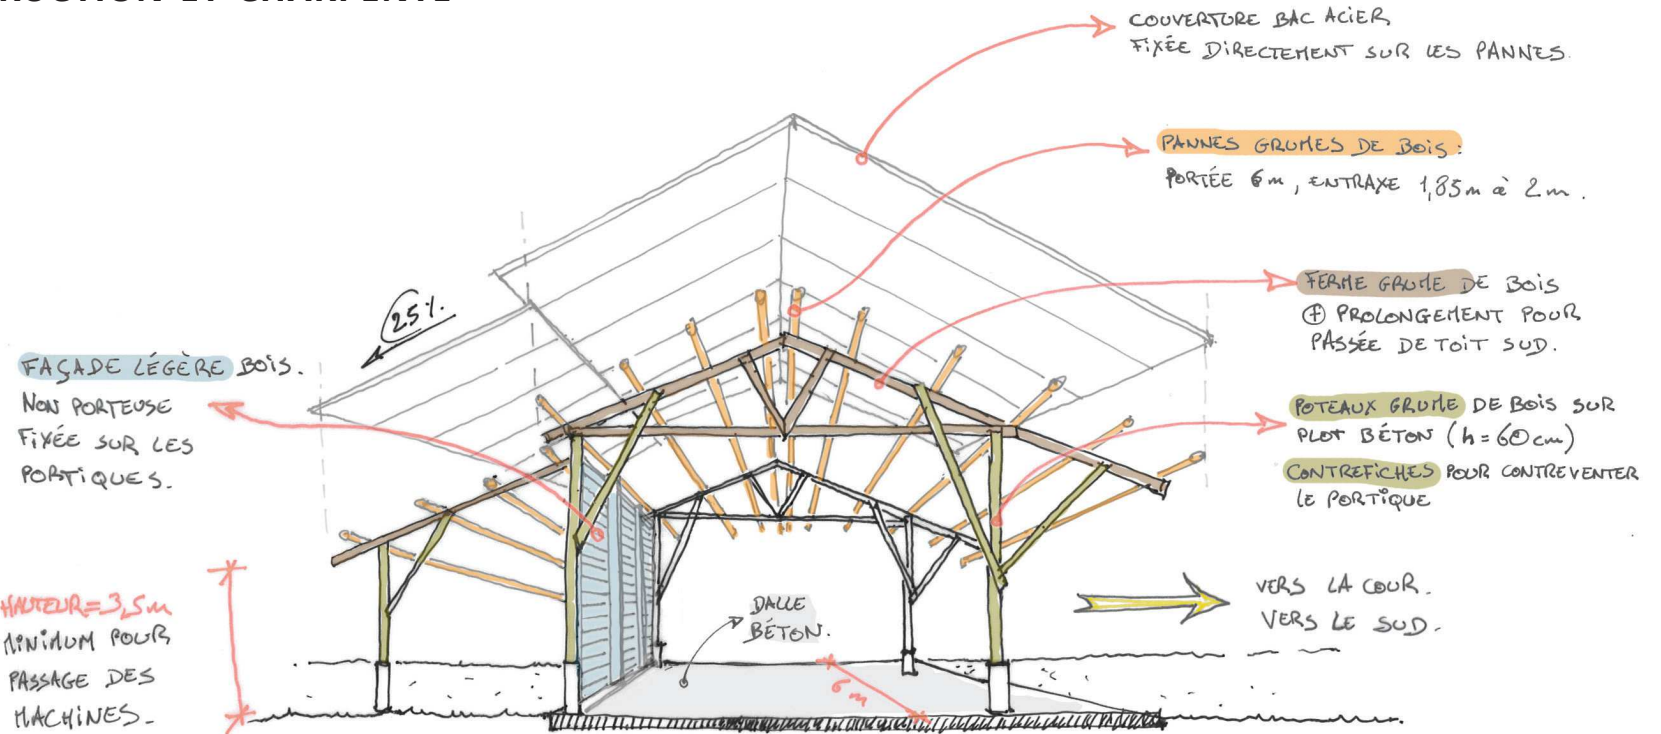 COUVERTURE BAC ACIER
FIXÉE DIRECTEMENT SUR LES PANNES.
PANNES GRUMES DE BOIS:
PORTÉE 6m, ENTRAXE 1,85m à 2m.
25%
FERME GRUME DE BOIS
⊕ PROLONGEMENT POUR
PASSÉE DE TOIT SUD.
FAÇADE LÉGÈRE BOIS.
NON PORTEUSE
FIXÉE SUR LES
PORTIQUES.
POTEAUX GRUME DE BOIS SUR
PLOT BÉTON (h=60cm)
CONTREFICHES POUR CONTREVENTER
LE PORTIQUE
HAUTEUR=3,5m
MINIMUM POUR
PASSAGE DES
MACHINES.
DALLE
BÉTON.
6m
VERS LA COUR.
VERS LE SUD.